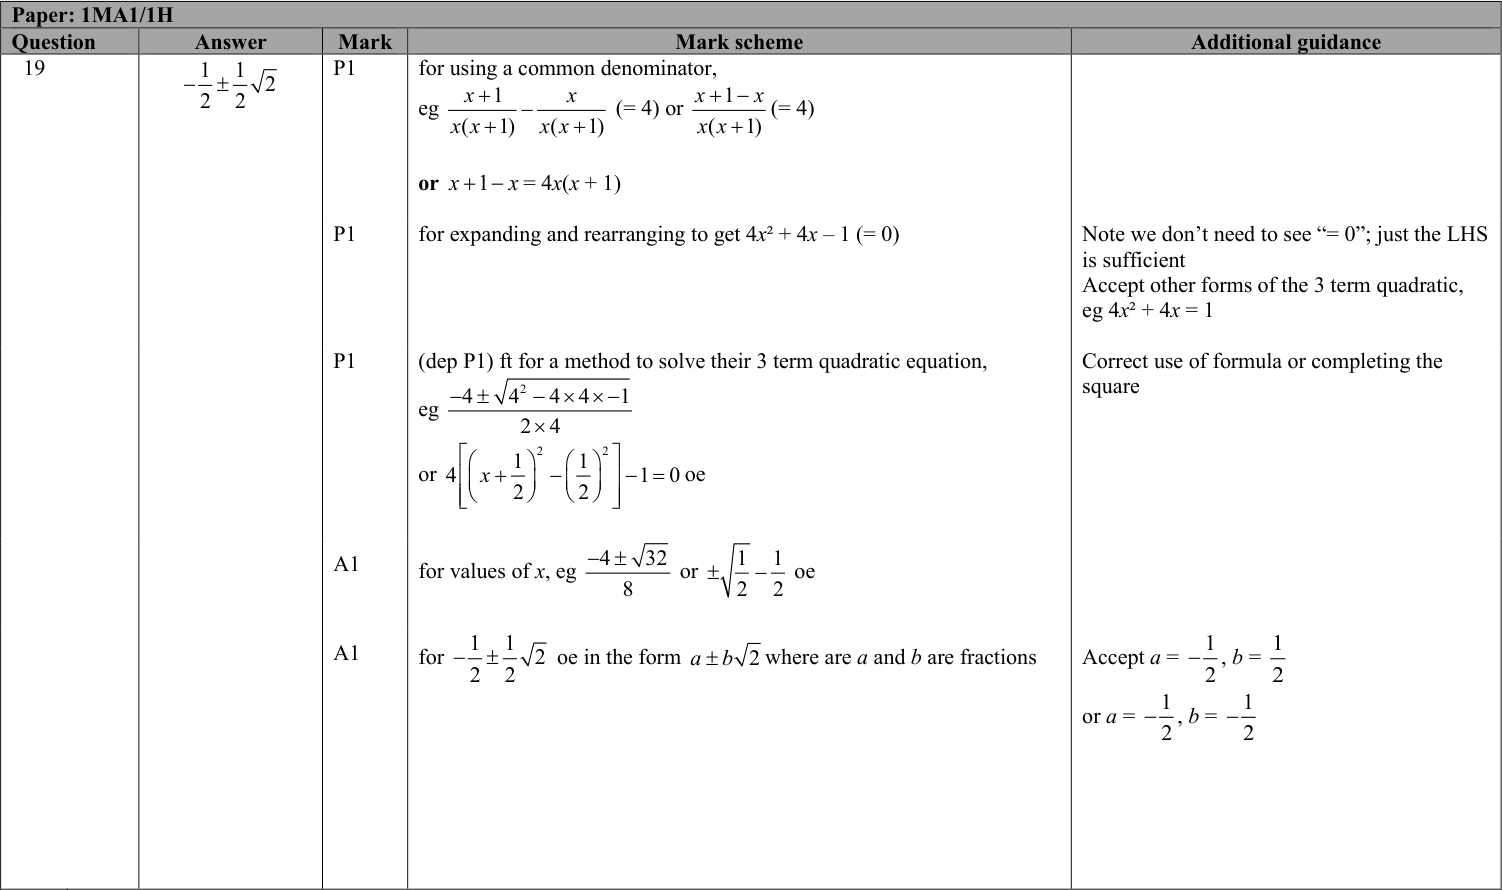 Paper: 1MA1/1H
Question Answer Mark Mark scheme Additional guidance
19
$-\frac{1}{2} \pm \frac{1}{2}\sqrt{2}$
P1
for using a common denominator,
eg $\frac{x+1}{x(x+1)} - \frac{x}{x(x+1)}$ (= 4) or $\frac{x+1-x}{x(x+1)}$ (= 4)
or $x+1-x = 4x(x+1)$
P1
for expanding and rearranging to get 4x² + 4x – 1 (= 0)
Note we don’t need to see “= 0”; just the LHS
is sufficient
Accept other forms of the 3 term quadratic,
eg 4x² + 4x = 1
P1
(dep P1) ft for a method to solve their 3 term quadratic equation,
eg $\frac{-4 \pm \sqrt{4^2 - 4 \times 4 \times -1}}{2 \times 4}$
or $4\left[\left(x+\frac{1}{2}\right)^2 - \left(\frac{1}{2}\right)^2\right] - 1 = 0$ oe
Correct use of formula or completing the
square
A1
for values of x, eg $\frac{-4 \pm \sqrt{32}}{8}$ or $\pm\sqrt{\frac{1}{2}} - \frac{1}{2}$ oe
A1
for $-\frac{1}{2} \pm \frac{1}{2}\sqrt{2}$ oe in the form $a \pm b\sqrt{2}$ where are a and b are fractions
Accept a = $-\frac{1}{2}$, b = $\frac{1}{2}$
or a = $-\frac{1}{2}$, b = $-\frac{1}{2}$